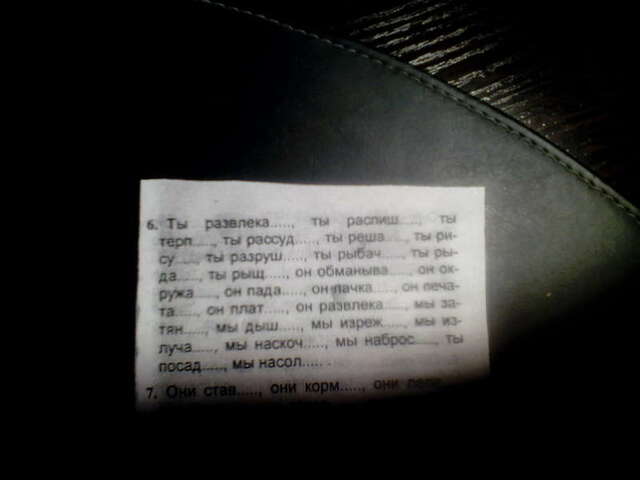 6. Ты развлека....., ты распиш....., ты
терп....., ты рассуд....., ты реша....., ты ри-
су....., ты разруш....., ты рыбач....., ты ры-
да....., ты рыщ....., он обманыва....., он ок-
ружа....., он пада....., он пачка....., он печа-
та....., он плат....., он развлека....., мы за-
тян....., мы дыш....., мы изреж....., мы из-
луча....., мы наскоч....., мы наброс....., ты
посад....., мы насол..... .
7. Они став....., они корм....., они